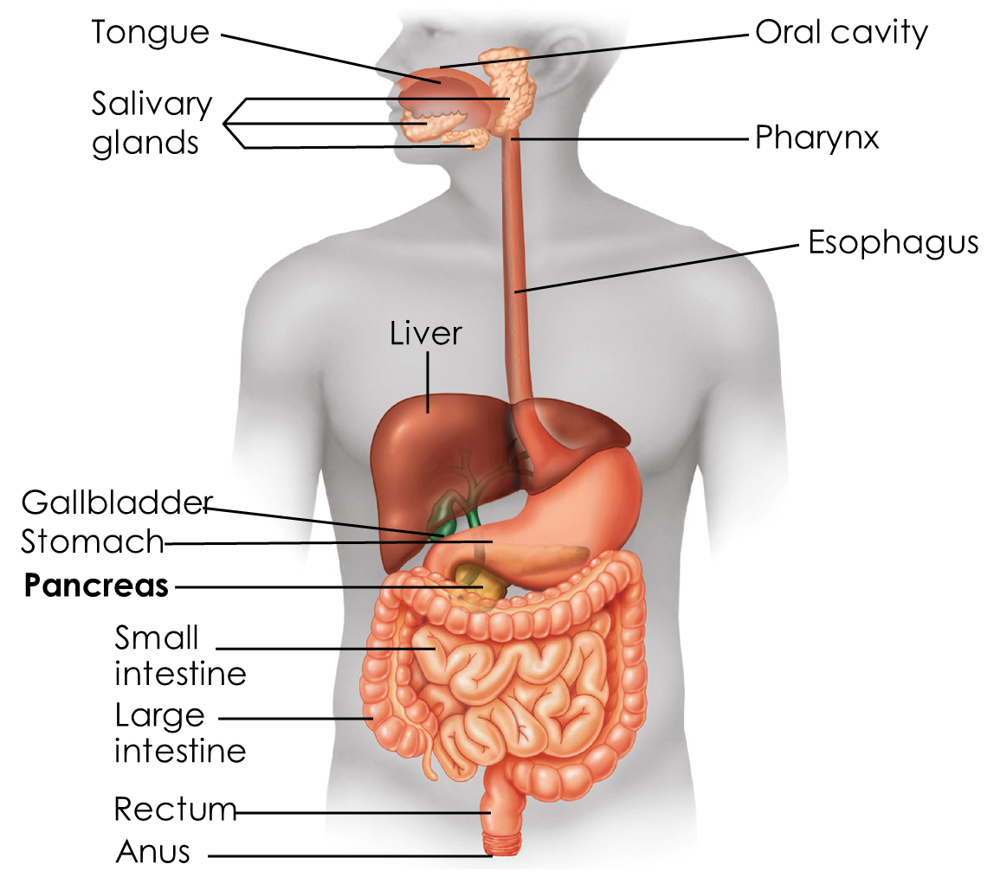 Tongue
Oral cavity
Salivary
glands
Pharynx
Esophagus
Liver
Gallbladder
Stomach
Pancreas
Small
intestine
Large
intestine
Rectum
Anus